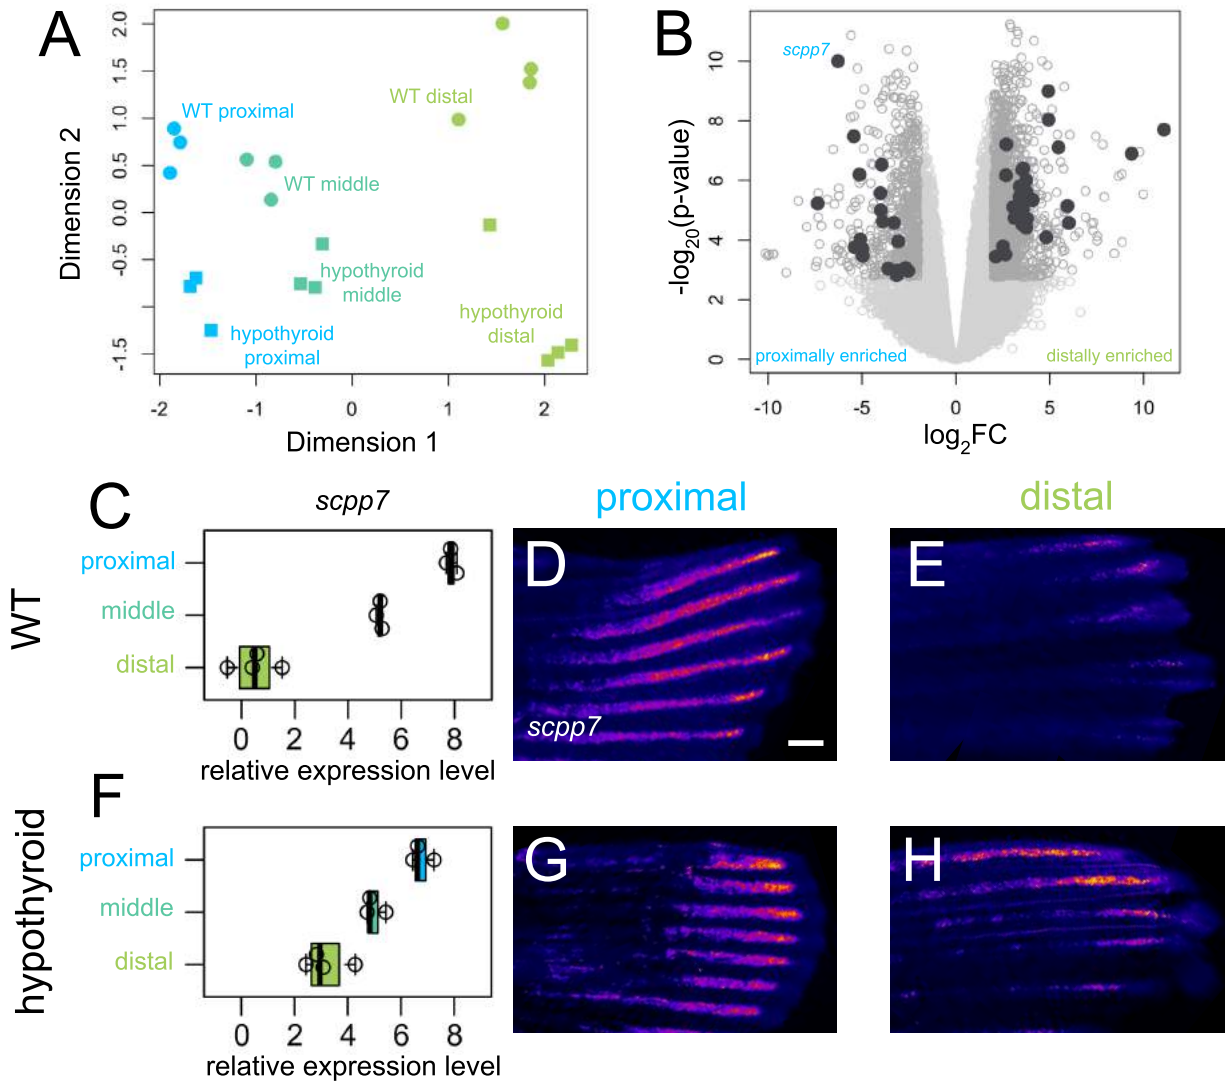 A
Dimension 2
2.0
1.5
1.0
0.5
0.0
-0.5
-1.5
-2
-1
0
1
2
Dimension 1
WT proximal
WT middle
WT distal
hypothyroid
middle
hypothyroid
distal
hypothyroid
proximal
B
-log20(p-value)
10
8
6
4
2
0
scpp7
proximally enriched
distally enriched
-10
-5
0
5
10
log2FC
C
scpp7
WT
proximal
middle
distal
0 2 4 6 8
relative expression level
proximal
D
scpp7
distal
E
F
hypothyroid
proximal
middle
distal
0 2 4 6 8
relative expression level
G
H